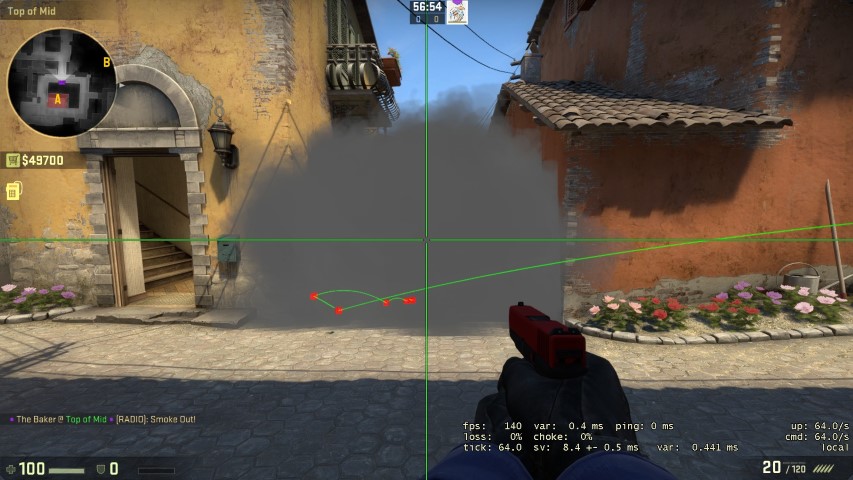 Top of Mid
56:54
0 0
B
A
$49700
The Baker @ Top of Mid [RADIO]: Smoke Out!
fps: 140 var: 0.4 ms ping: 0 ms
loss: 0% choke: 0%
tick: 64.0 sv: 8.4 +- 0.5 ms var: 0.441 ms
up: 64.0/s
cmd: 64.0/s
local
100
0
20 / 120